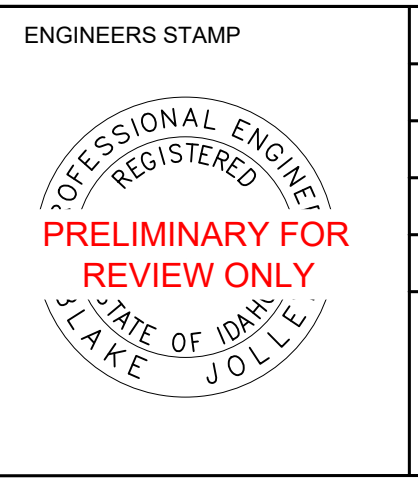 ENGINEERS STAMP
PROFESSIONAL ENGINEER
REGISTERED
PRELIMINARY FOR
REVIEW ONLY
STATE OF IDAHO
BLAKE JOLLEY